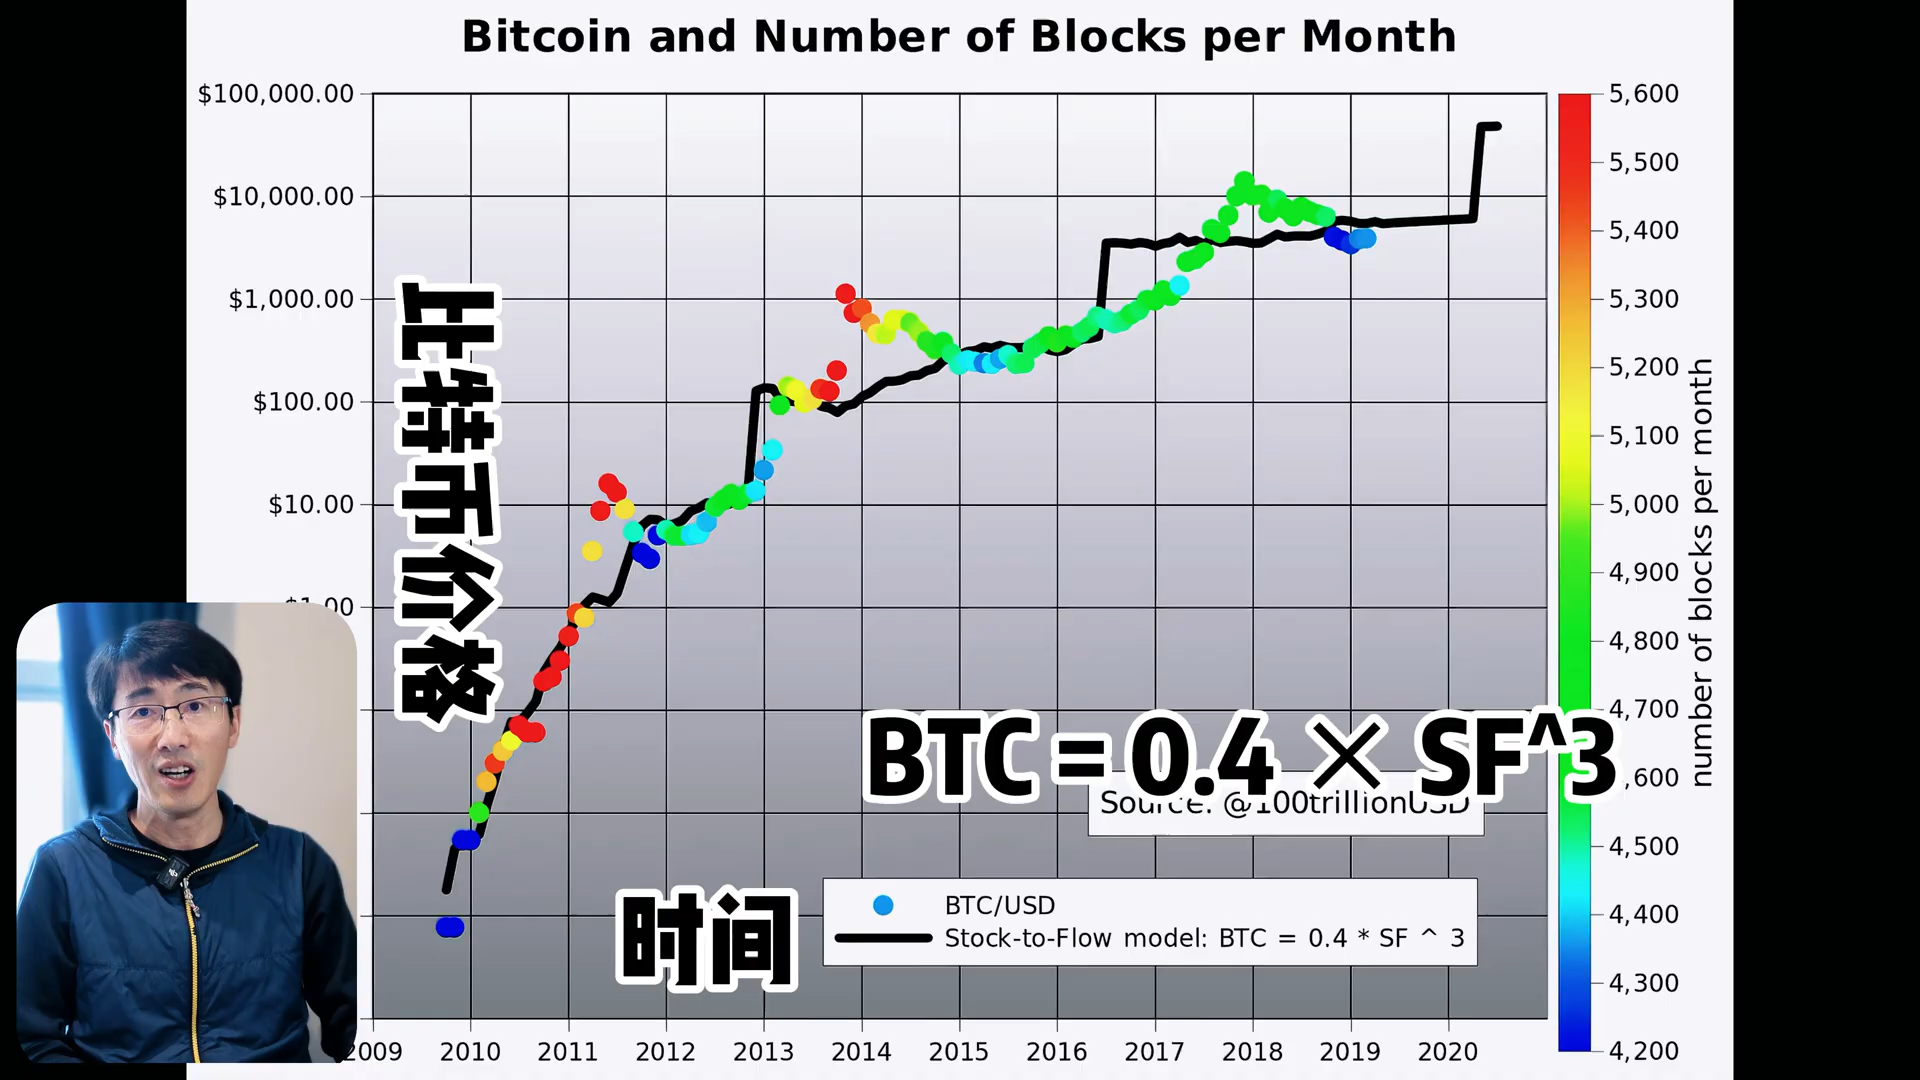 Bitcoin and Number of Blocks per Month
$100,000.00
$10,000.00
$1,000.00
$100.00
$10.00
比特币价格
BTC = 0.4 × SF^3
Source: @100trillionUSD
时间
BTC/USD
Stock-to-Flow model: BTC = 0.4 * SF ^ 3
2009 2010 2011 2012 2013 2014 2015 2016 2017 2018 2019 2020
5,600
5,500
5,400
5,300
5,200
5,100
5,000
4,900
4,800
4,700
,600
4,500
4,400
4,300
4,200
number of blocks per month